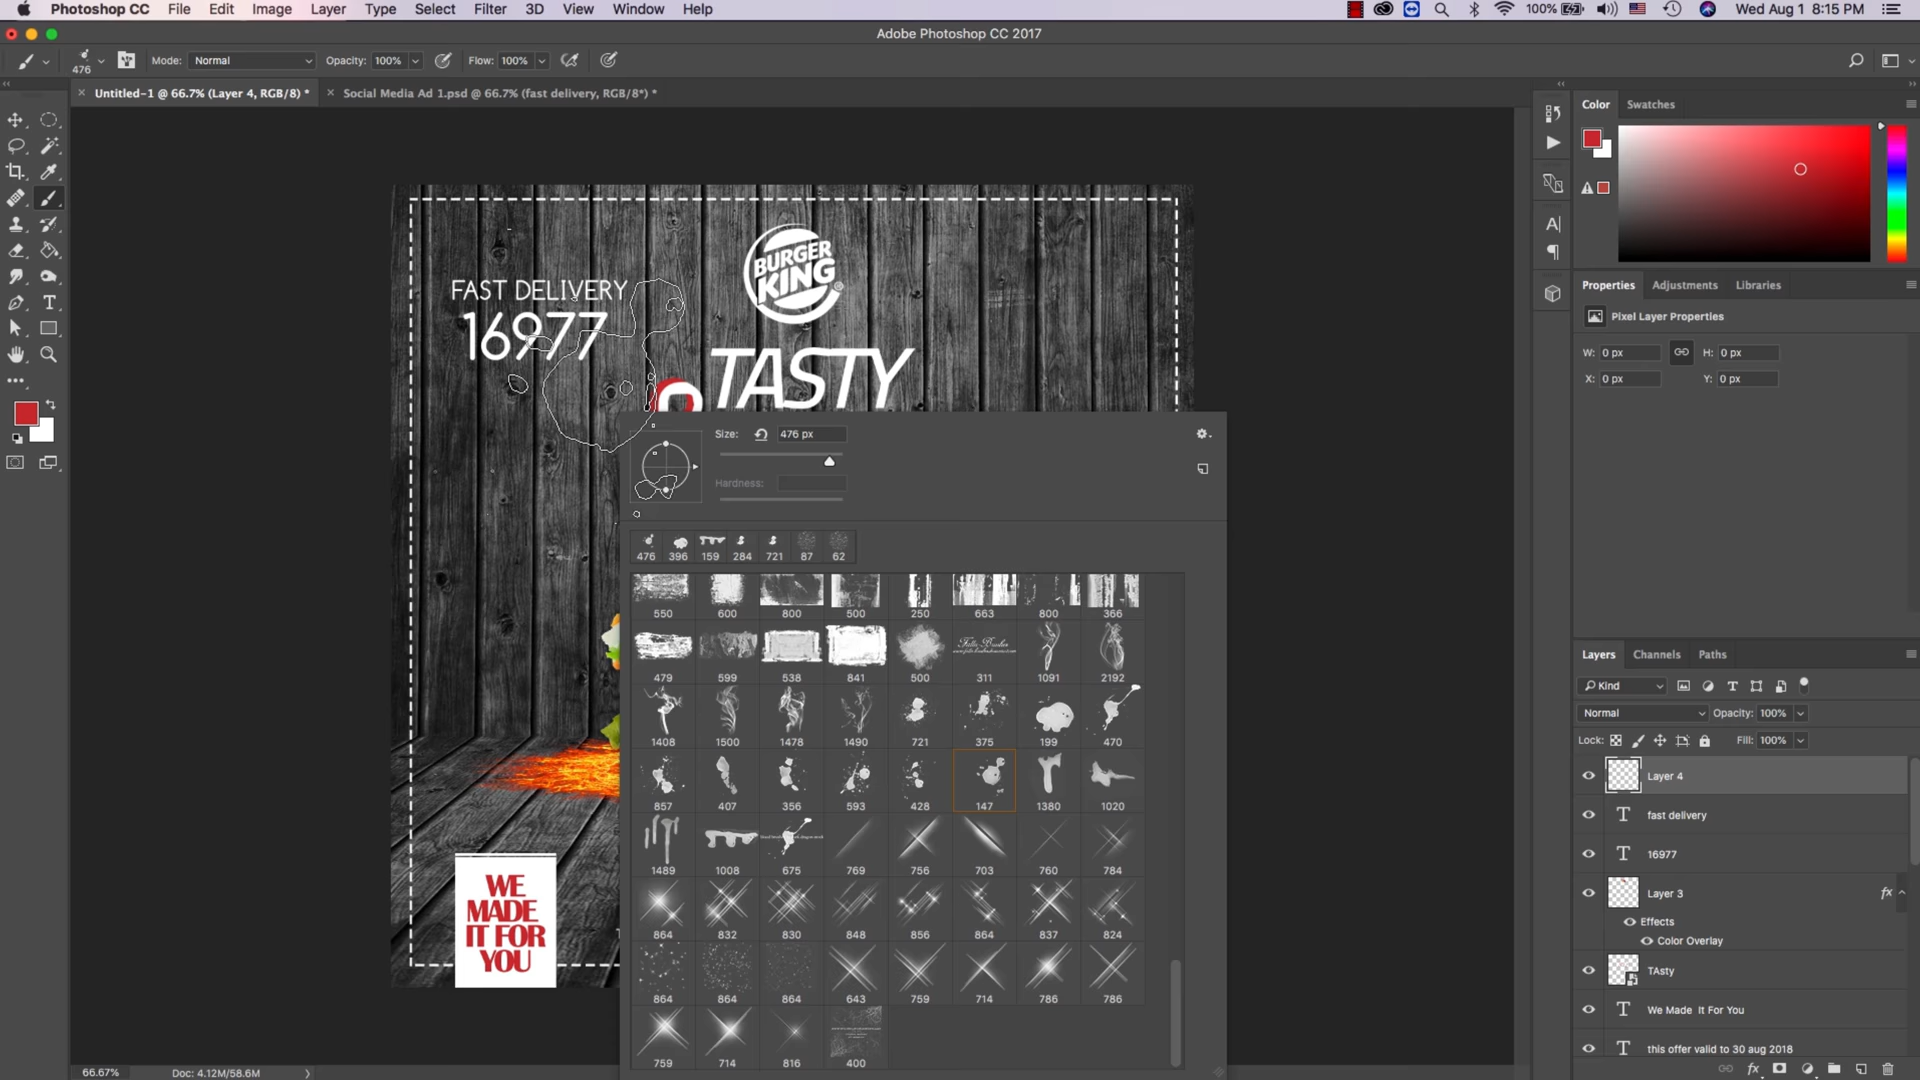 Photoshop CC File Edit Image Layer Type Select Filter 3D View Window Help 100% Wed Aug 1 8:15 PM
Adobe Photoshop CC 2017
476 Mode: Normal Opacity: 100% Flow: 100%
Untitled-1 @ 66.7% (Layer 4, RGB/8) * Social Media Ad 1.psd @ 66.7% (fast delivery, RGB/8*) *
Color Swatches
BURGER
KING
FAST DELIVERY
16977
TASTY
Properties Adjustments Libraries
Pixel Layer Properties
W: 0 px H: 0 px
X: 0 px Y: 0 px
Size: 476 px
Hardness:
476 396 159 284 721 87 62
550 600 800 500 250 663 800 366
479 599 538 841 500 311 1091 2192
1408 1500 1478 1490 721 375 199 470
857 407 356 593 428 147 1380 1020
1489 1008 675 769 756 703 760 784
864 832 830 848 856 864 837 824
864 864 864 643 759 714 786 786
759 714 816 400
WE
MADE
IT FOR
YOU
Layers Channels Paths
Kind
Normal Opacity: 100%
Lock: Fill: 100%
Layer 4
fast delivery
16977
Layer 3 fx
Effects
Color Overlay
TAsty
We Made It For You
this offer valid to 30 aug 2018
66.67% Doc: 4.12M/58.6M